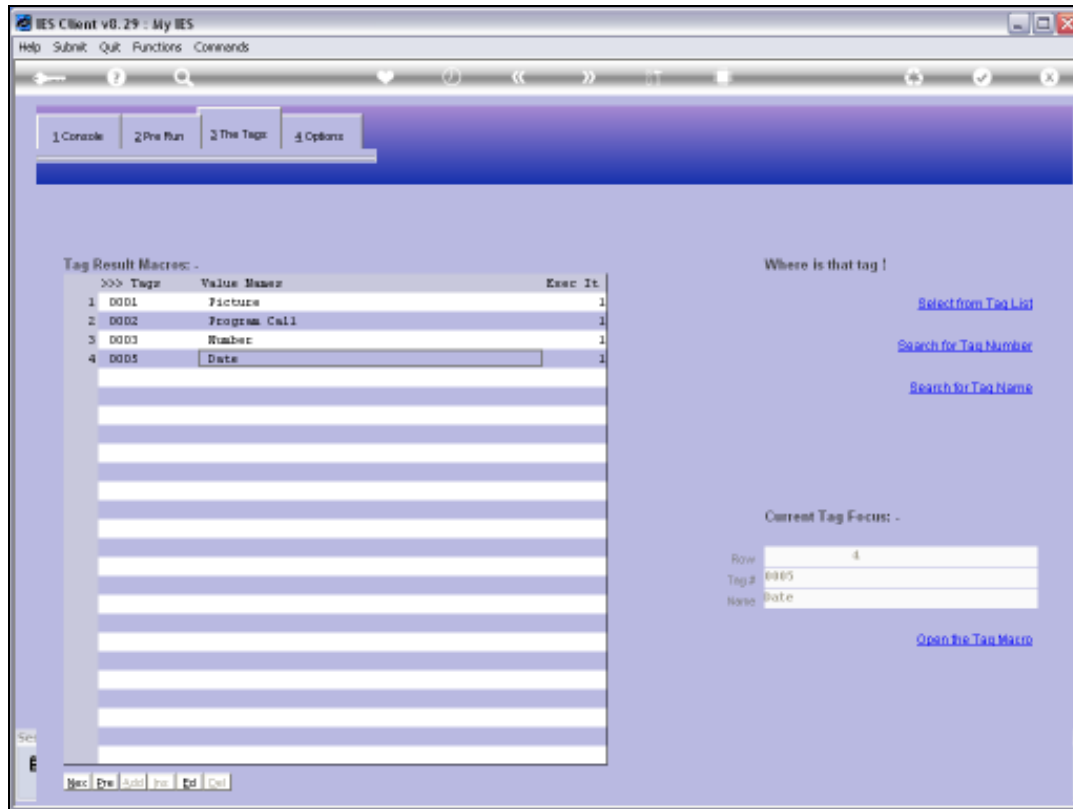 IES Client v8.29 : My IES
Help Submit Quit Functions Commands
1 Console 2 Pre Run 3 The Tags 4 Options
Tag Result Macros: -
>>> Tags Value Names Exec It
1 0001 Picture 1
2 0002 Program Call 1
3 0003 Number 1
4 0005 Date 1
Where is that tag !
Select from Tag List
Search for Tag Number
Search for Tag Name
Current Tag Focus: -
Row 4
Tag # 0005
Name Date
Open the Tag Macro
Nex Pre Add Ins Ed Del